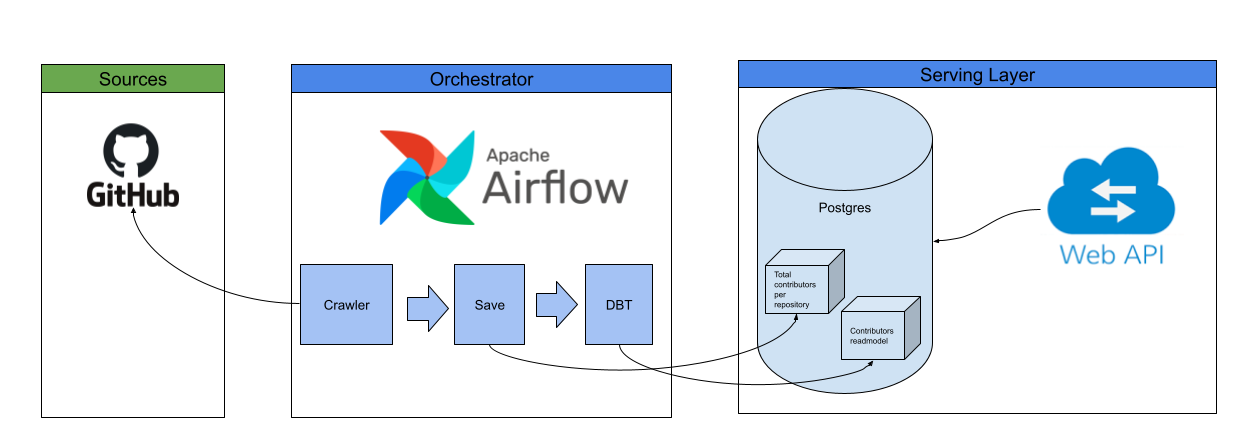 Sources
GitHub
Orchestrator
Apache
Airflow
Crawler
Save
DBT
Serving Layer
Postgres
Total
contributors
per
repository
Contributors
readmodel
Web API